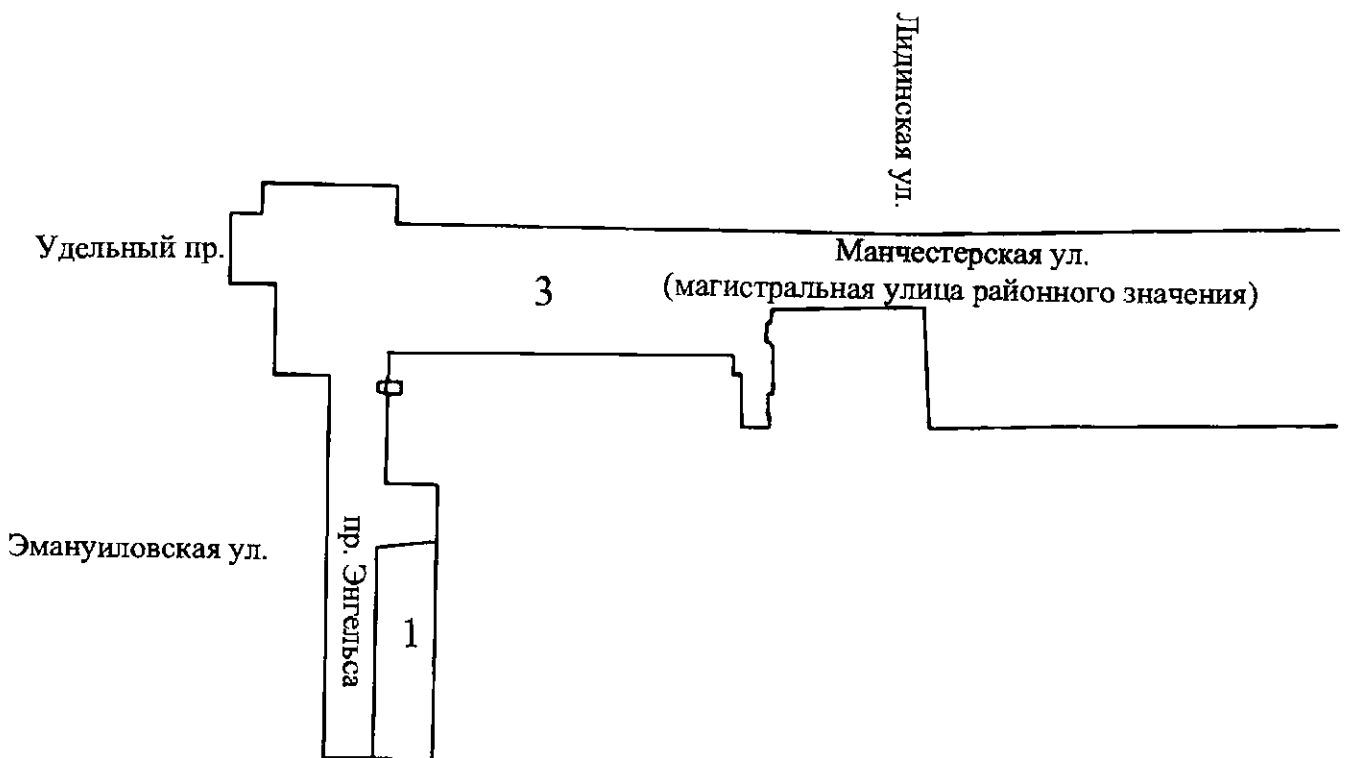 Лидинская ул.
Удельный пр.
Манчестерская ул.
3
(магистральная улица районного значения)
Эмануиловская ул.
пр. Энгельса
1